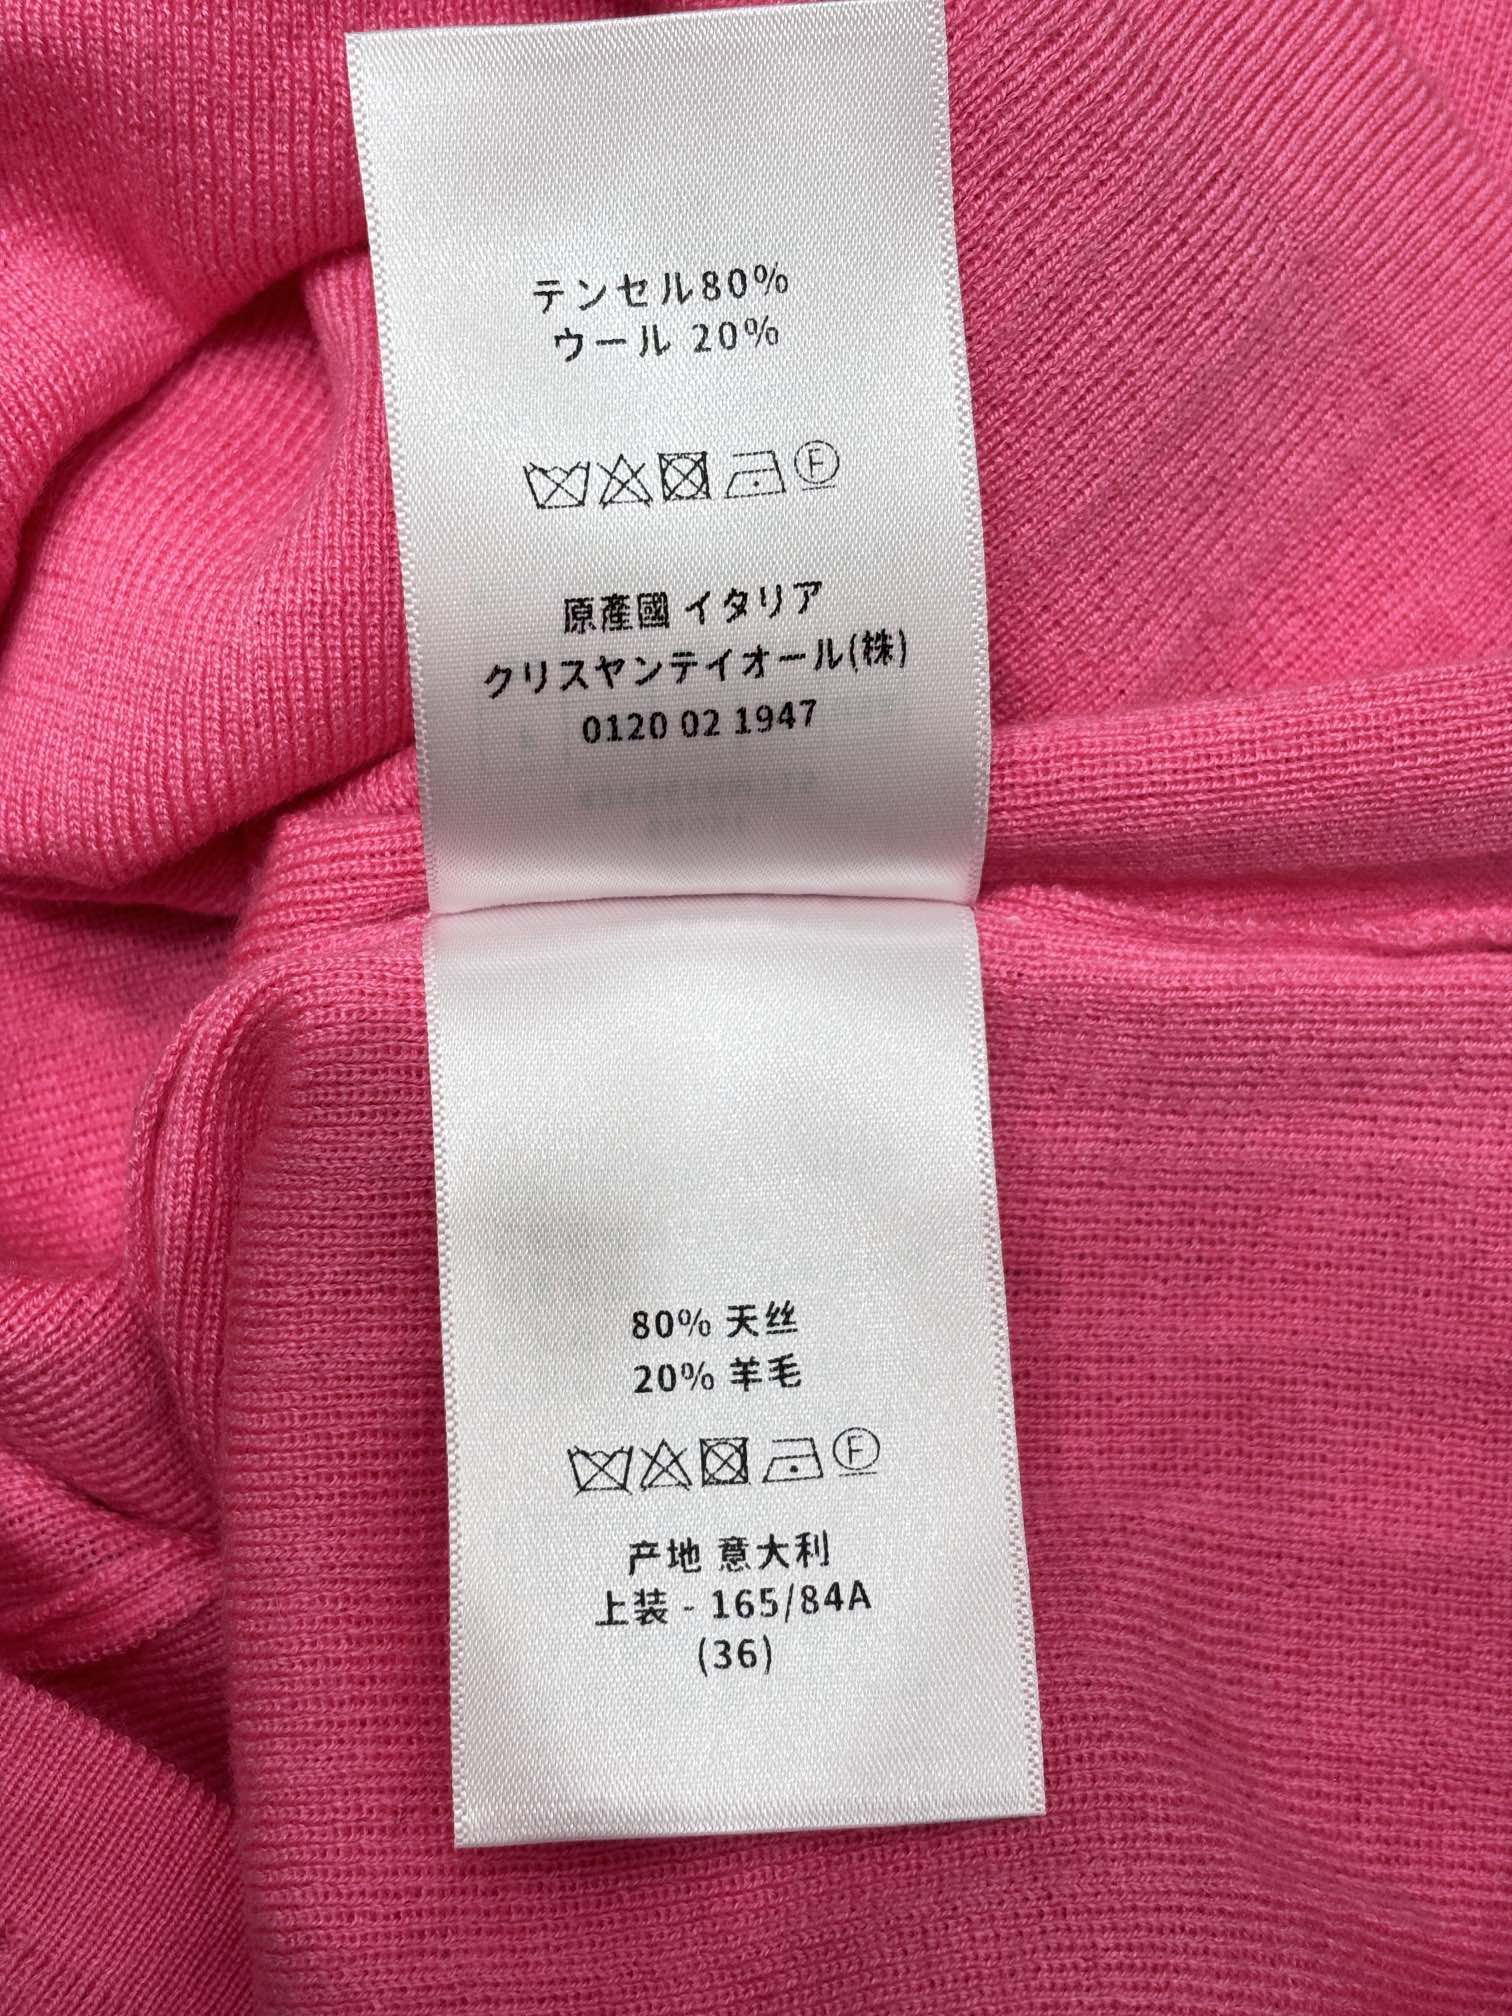 テンセル80%
ウール 20%
F
原產國 イタリア
クリスヤンテイオール(株)
0120 02 1947
80% 天丝
20% 羊毛
F
产地 意大利
上装 - 165/84A
(36)